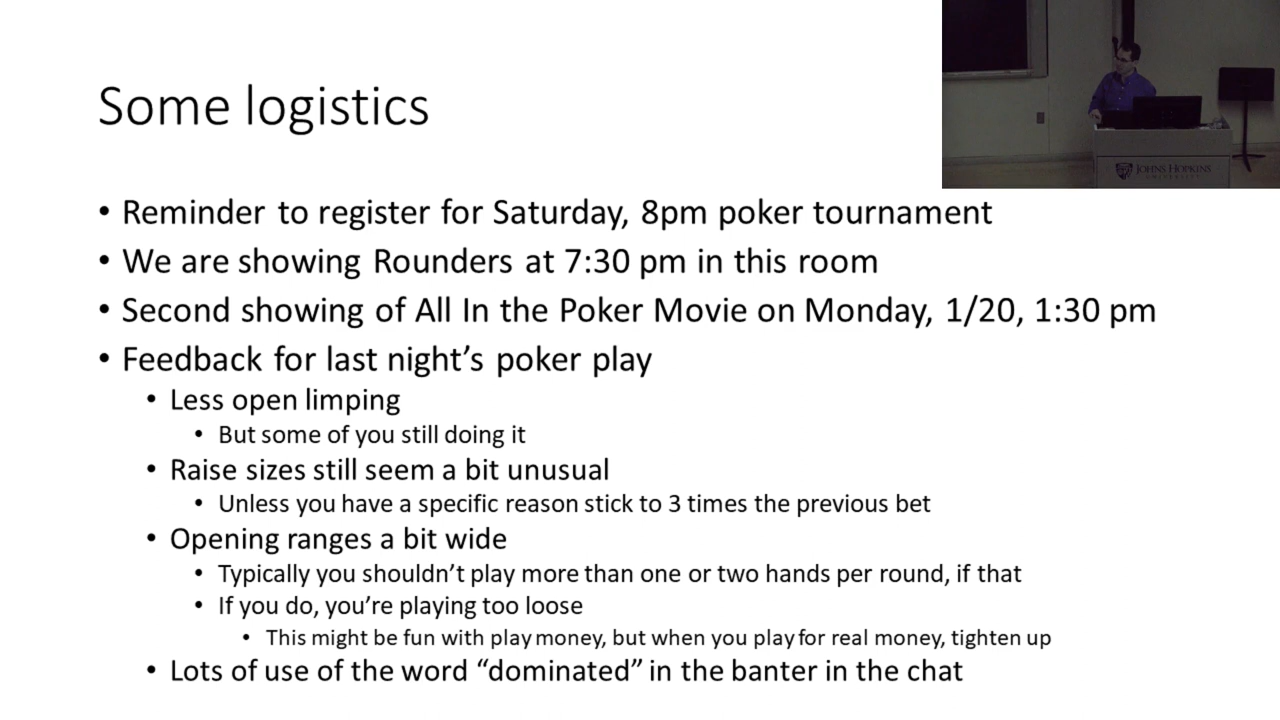 Some logistics
JOHNS HOPKINS
UNIVERSITY
• Reminder to register for Saturday, 8pm poker tournament
• We are showing Rounders at 7:30 pm in this room
• Second showing of All In the Poker Movie on Monday, 1/20, 1:30 pm
• Feedback for last night’s poker play
• Less open limping
• But some of you still doing it
• Raise sizes still seem a bit unusual
• Unless you have a specific reason stick to 3 times the previous bet
• Opening ranges a bit wide
• Typically you shouldn’t play more than one or two hands per round, if that
• If you do, you’re playing too loose
• This might be fun with play money, but when you play for real money, tighten up
• Lots of use of the word “dominated” in the banter in the chat